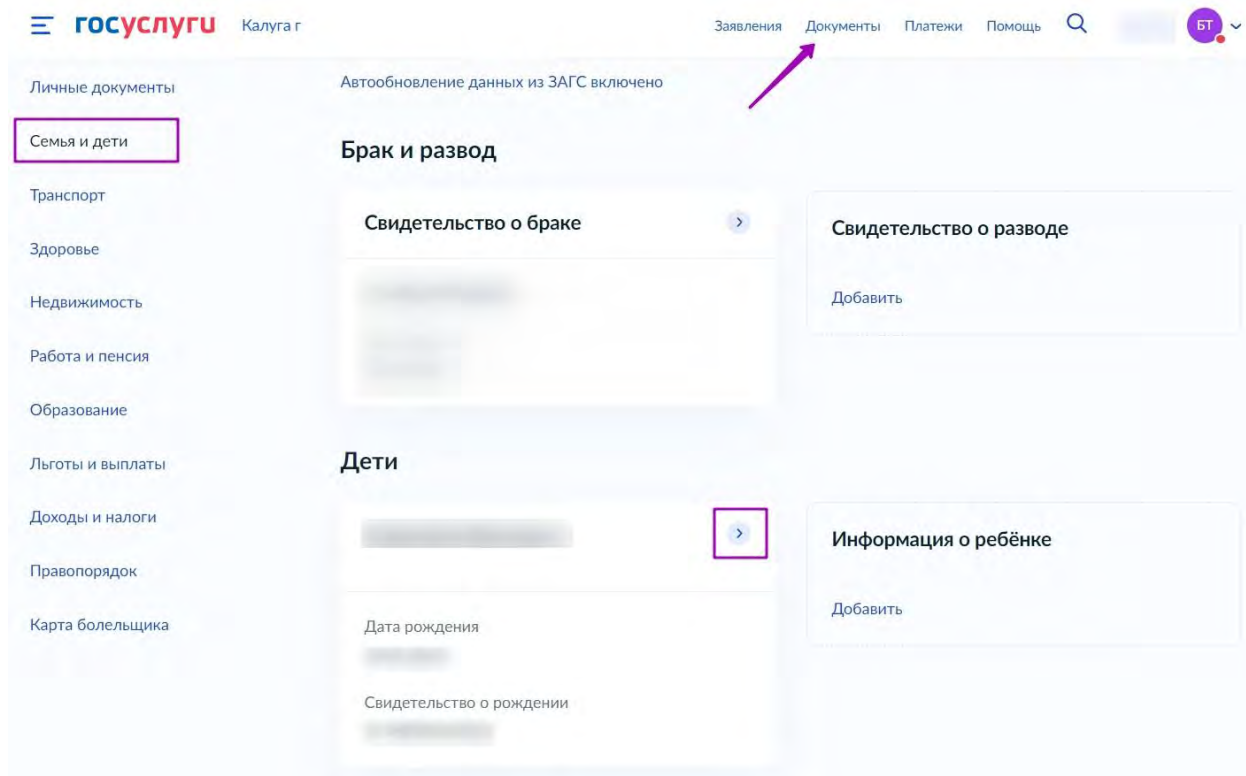 госуслуги Калуга г Заявления Документы Платежи Помощь БТ
Личные документы
Семья и дети
Транспорт
Здоровье
Недвижимость
Работа и пенсия
Образование
Льготы и выплаты
Доходы и налоги
Правопорядок
Карта болельщика
Автообновление данных из ЗАГС включено
Брак и развод
Свидетельство о браке
Свидетельство о разводе
Добавить
Дети
Дата рождения
Свидетельство о рождении
Информация о ребёнке
Добавить